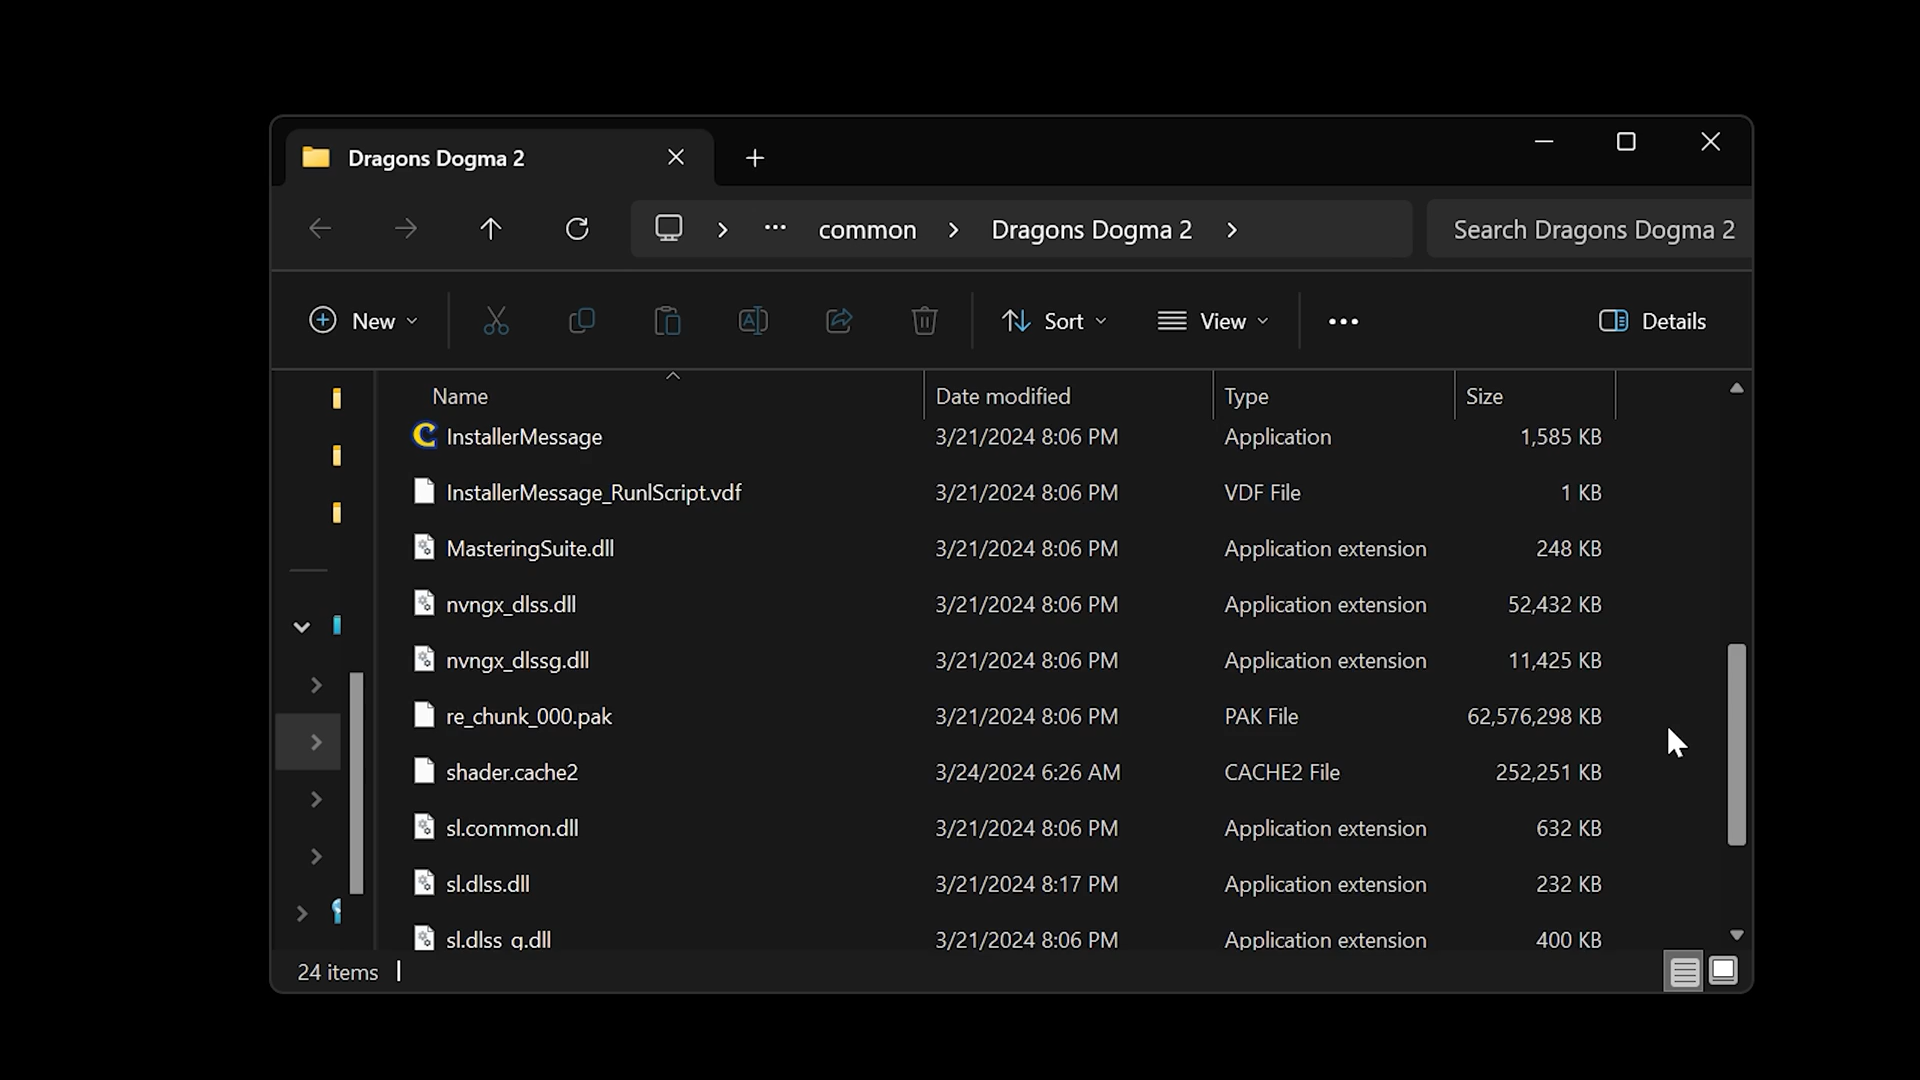 Dragons Dogma 2
common Dragons Dogma 2 Search Dragons Dogma 2
New Sort View Details
Name Date modified Type Size
InstallerMessage 3/21/2024 8:06 PM Application 1,585 KB
InstallerMessage_RunlScript.vdf 3/21/2024 8:06 PM VDF File 1 KB
MasteringSuite.dll 3/21/2024 8:06 PM Application extension 248 KB
nvngx_dlss.dll 3/21/2024 8:06 PM Application extension 52,432 KB
nvngx_dlssg.dll 3/21/2024 8:06 PM Application extension 11,425 KB
re_chunk_000.pak 3/21/2024 8:06 PM PAK File 62,576,298 KB
shader.cache2 3/24/2024 6:26 AM CACHE2 File 252,251 KB
sl.common.dll 3/21/2024 8:06 PM Application extension 632 KB
sl.dlss.dll 3/21/2024 8:17 PM Application extension 232 KB
sl.dlss_g.dll 3/21/2024 8:06 PM Application extension 400 KB
24 items